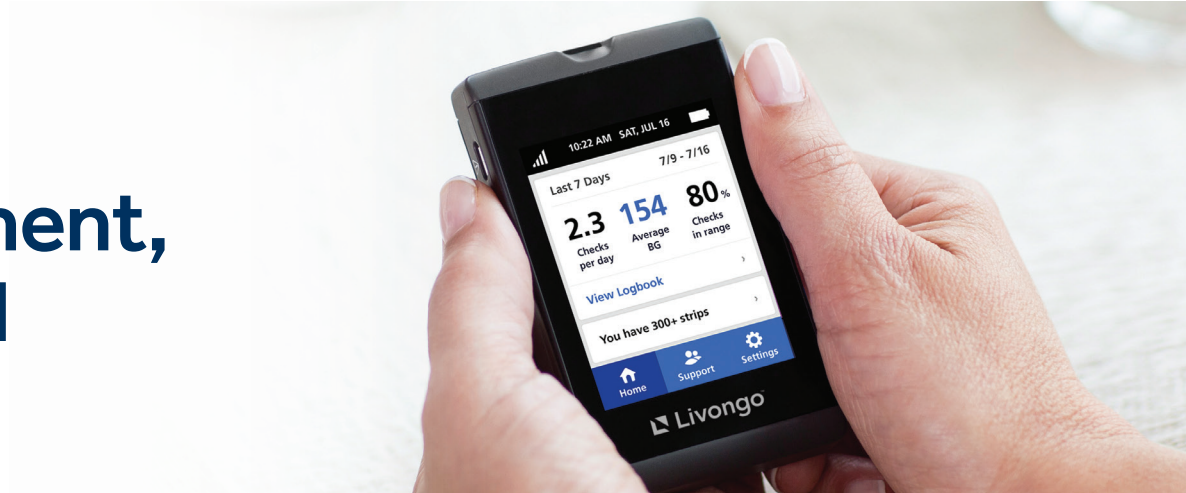 nent,
10:22 AM SAT, JUL 16
Last 7 Days 7/9 - 7/16
2.3 154 80%
Checks per day
Average BG
Checks in range
View Logbook
You have 300+ strips
Home Support Settings
Livongo